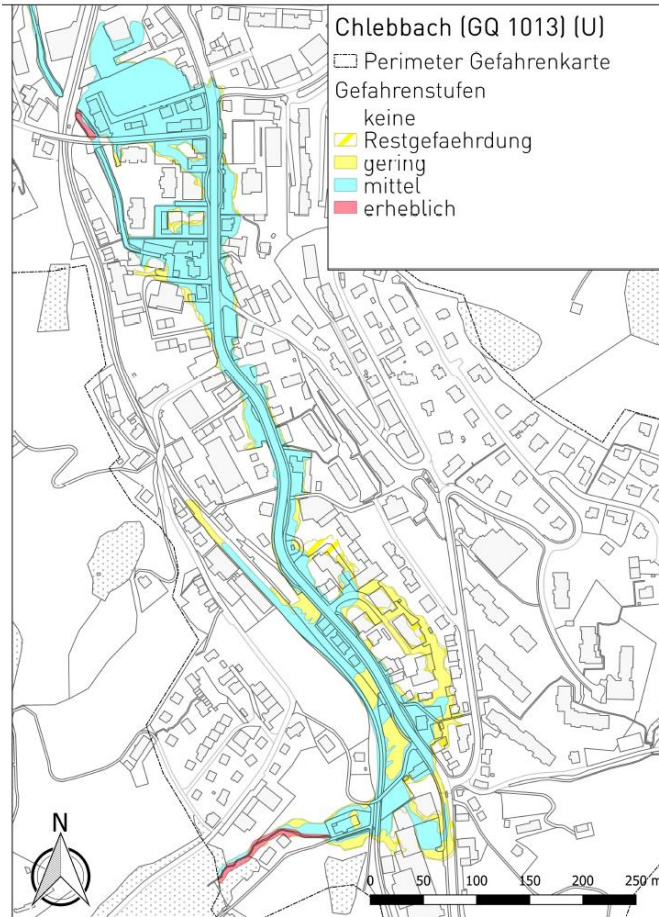 Chlebbach (GQ 1013) (U)
Perimeter Gefahrenkarte
Gefahrenstufen
keine
Restgefaehrdung
gering
mittel
erheblich
N
0 50 100 150 200 250 m